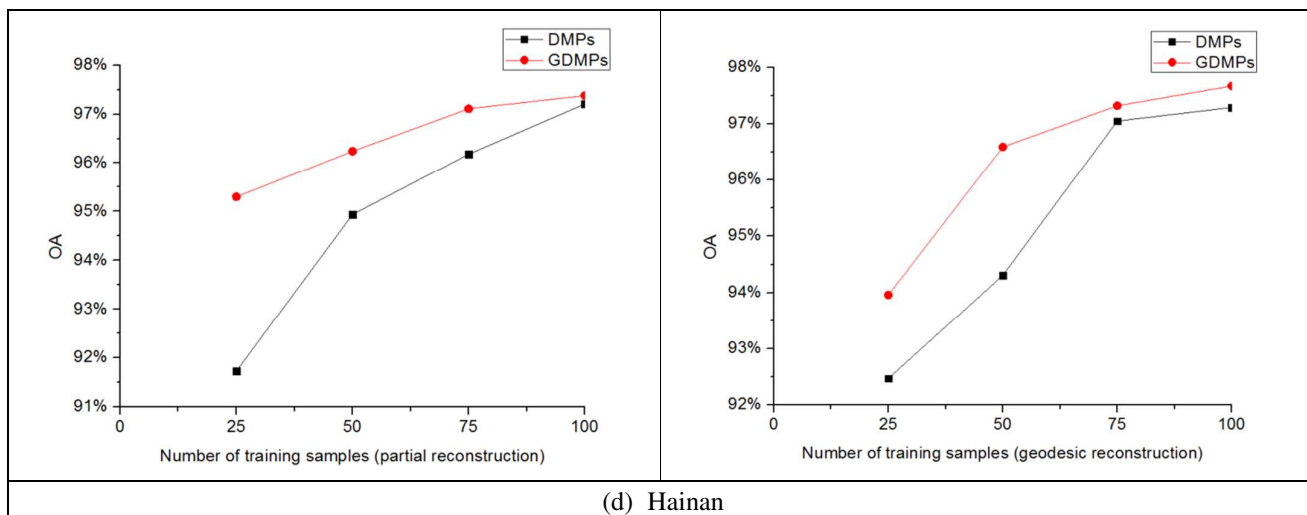 DMPs
GDMPs
98%
97%
96%
95%
94%
93%
92%
91%
OA
0
25
50
75
100
Number of training samples (partial reconstruction)
DMPs
GDMPs
98%
97%
96%
95%
94%
93%
92%
OA
0
25
50
75
100
Number of training samples (geodesic reconstruction)
(d) Hainan